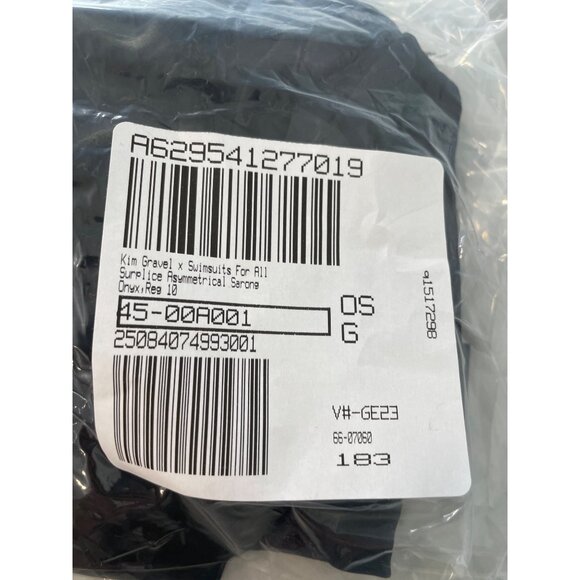 A629541277019
Kim Gravel x Swimsuits For All
Surplice Asymmetrical Sarong
Onyx,Reg 10
45-00A001
OS
G
25084074993001
q1517298
V#-GE23
66-07060
183